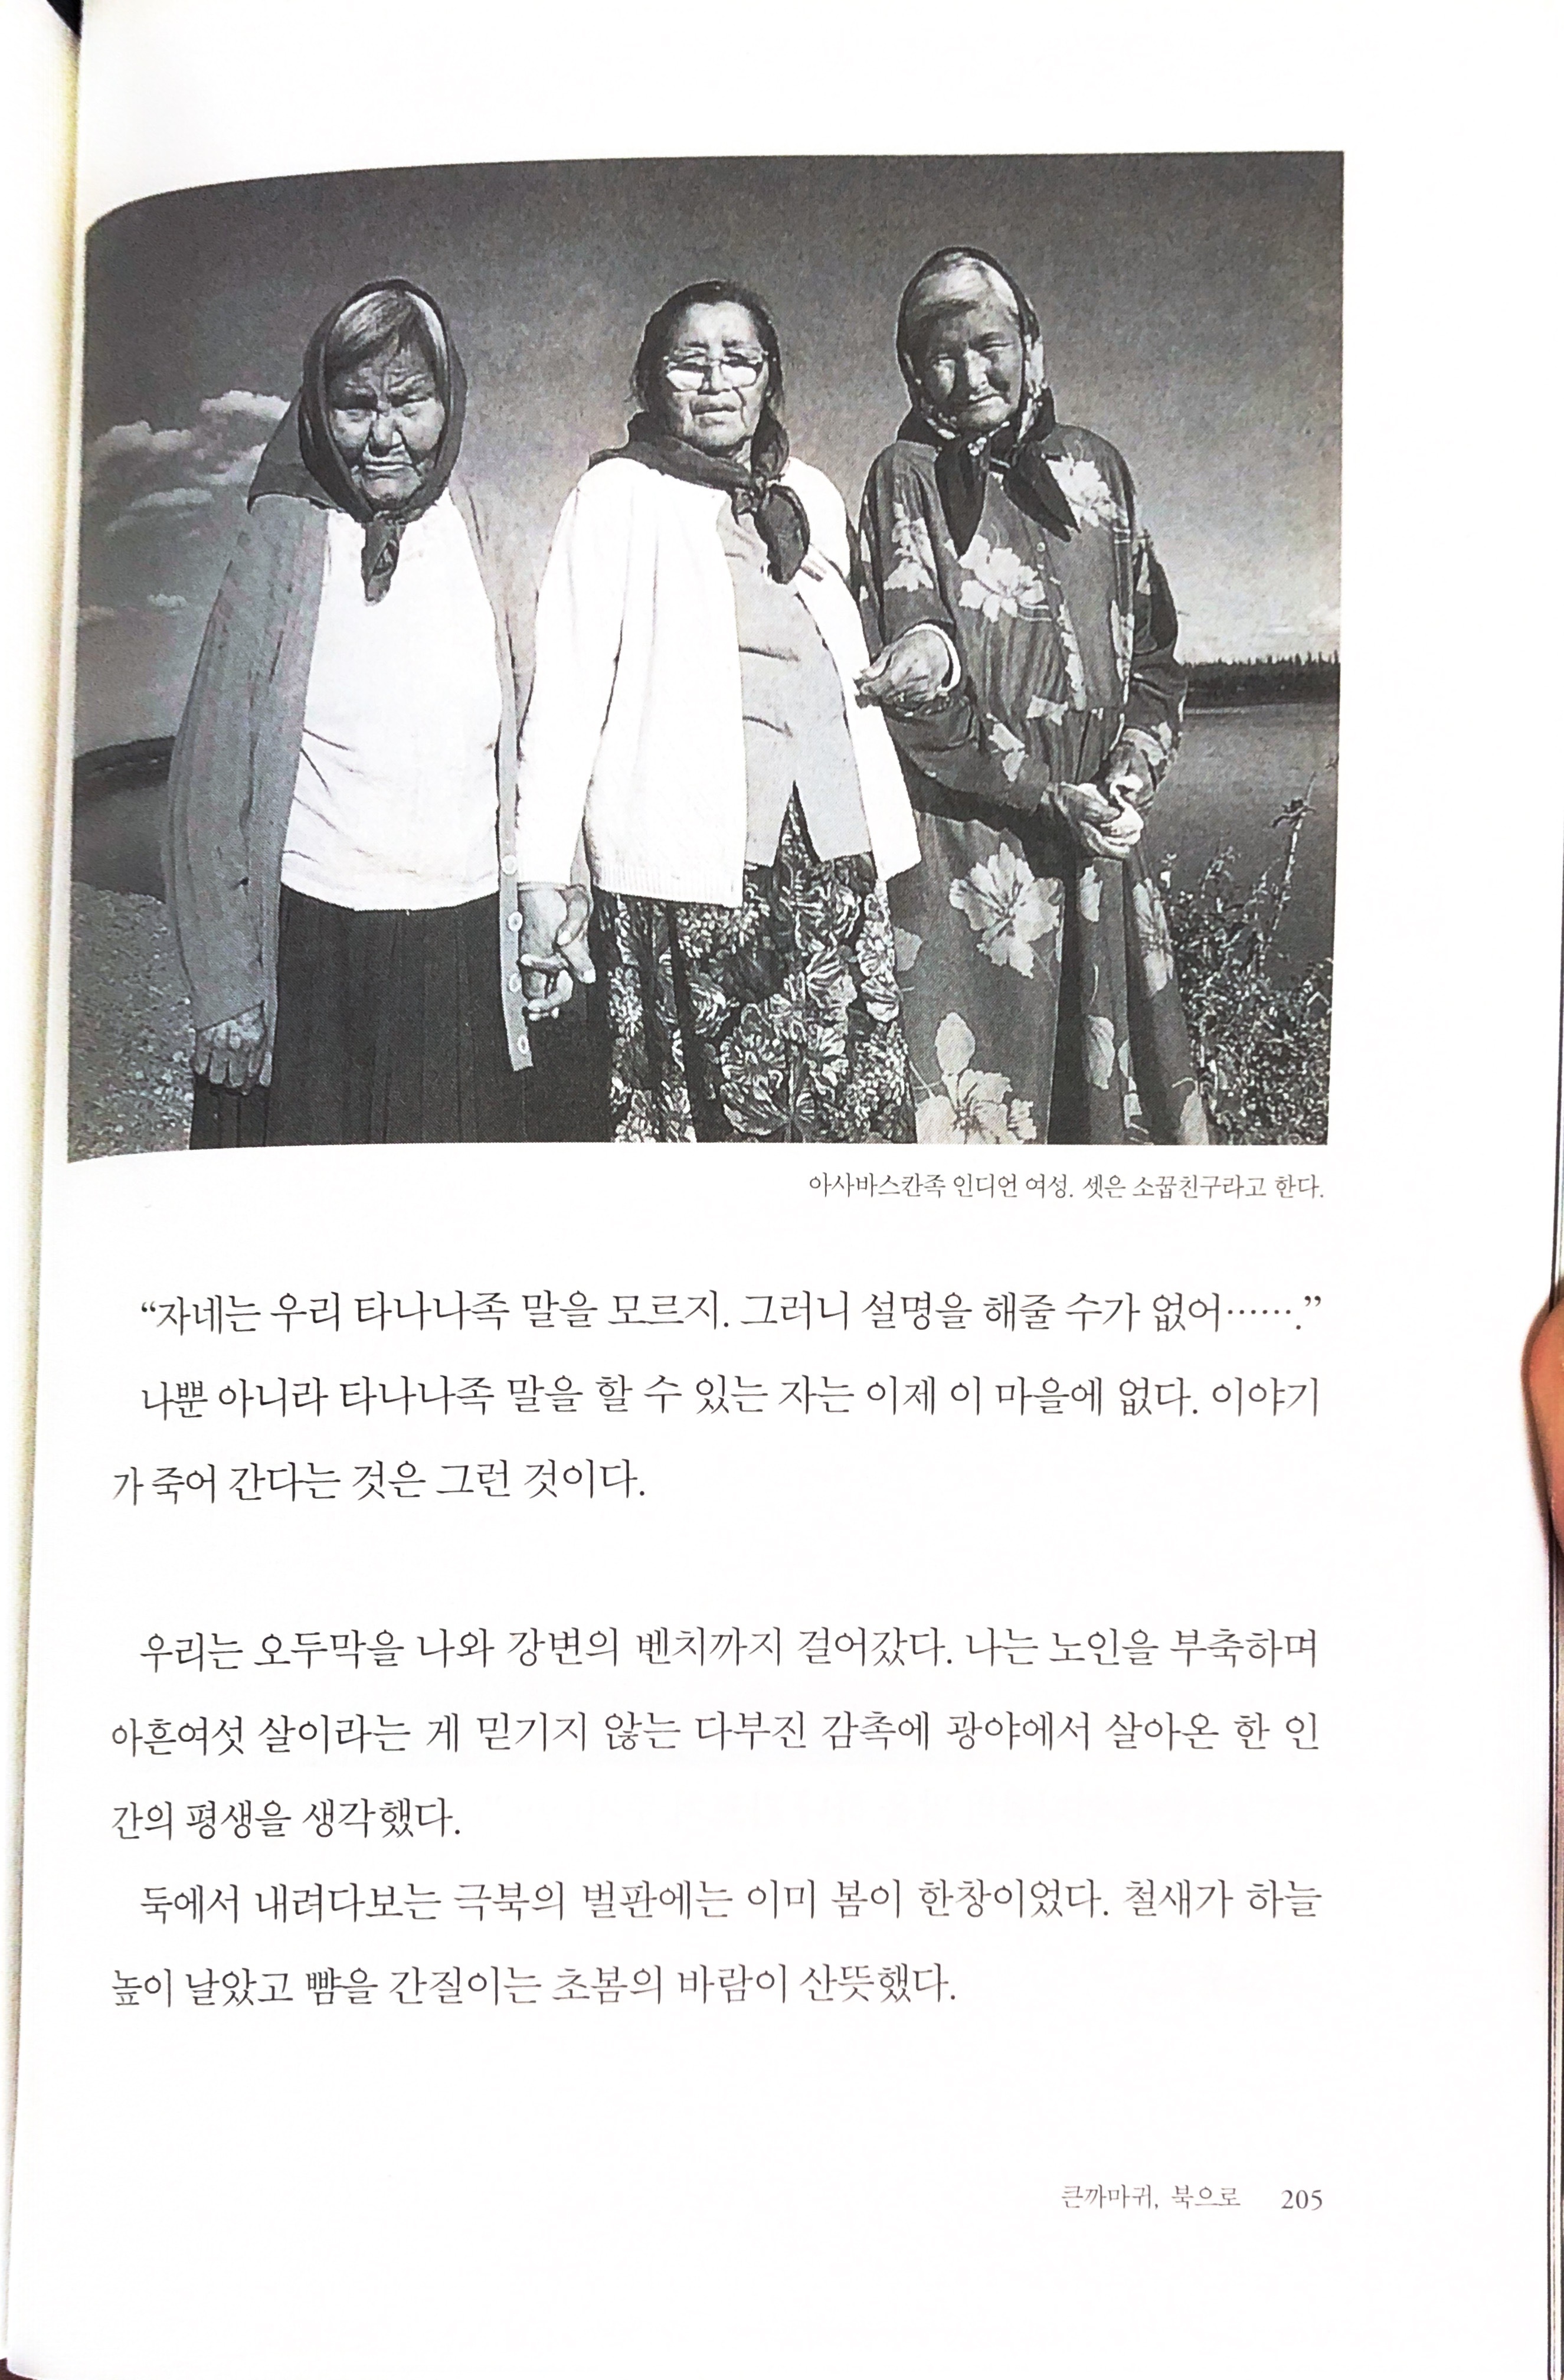 아사바스칸족 인디언 여성. 셋은 소꿉친구라고 한다.
“자네는 우리 타나나족 말을 모르지. 그러니 설명을 해줄 수가 없어…….”
나뿐 아니라 타나나족 말을 할 수 있는 자는 이제 이 마을에 없다. 이야기
가 죽어 간다는 것은 그런 것이다.
우리는 오두막을 나와 강변의 벤치까지 걸어갔다. 나는 노인을 부축하며
아흔여섯 살이라는 게 믿기지 않는 다부진 감촉에 광야에서 살아온 한 인
간의 평생을 생각했다.
둑에서 내려다보는 극북의 벌판에는 이미 봄이 한창이었다. 철새가 하늘
높이 날았고 뺨을 간질이는 초봄의 바람이 산뜻했다.
큰까마귀, 북으로 205